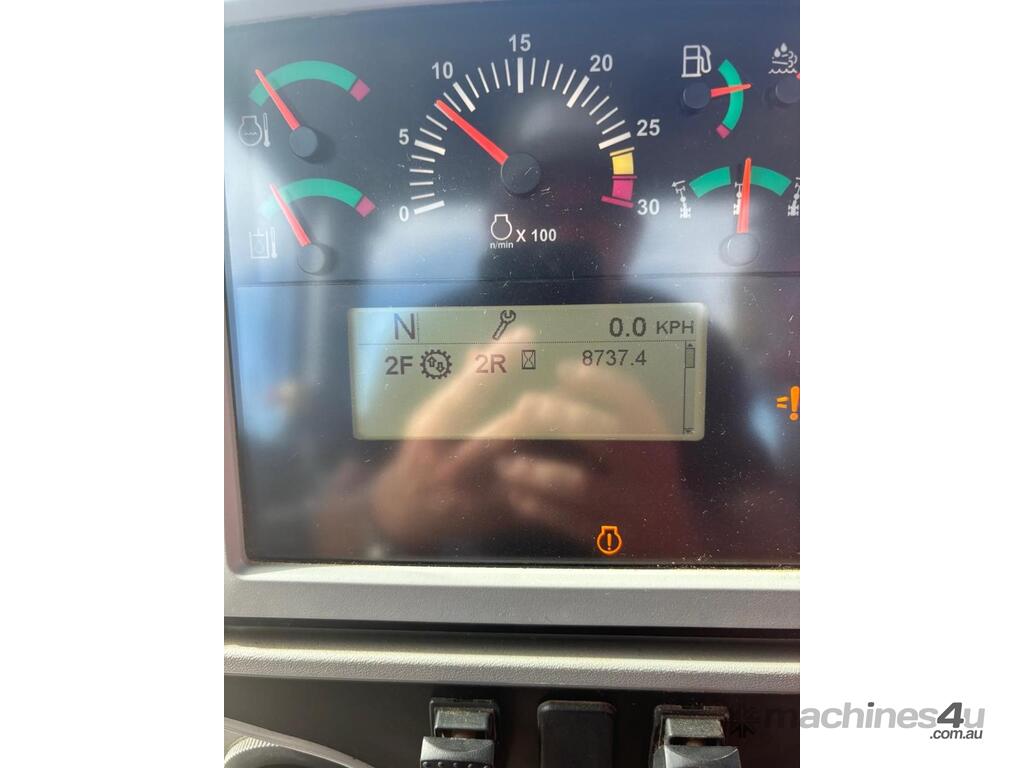 15
10 20
5 25
0 30
n/min X 100
N 0.0 KPH
2F 2R 8737.4
machines4u
.com.au